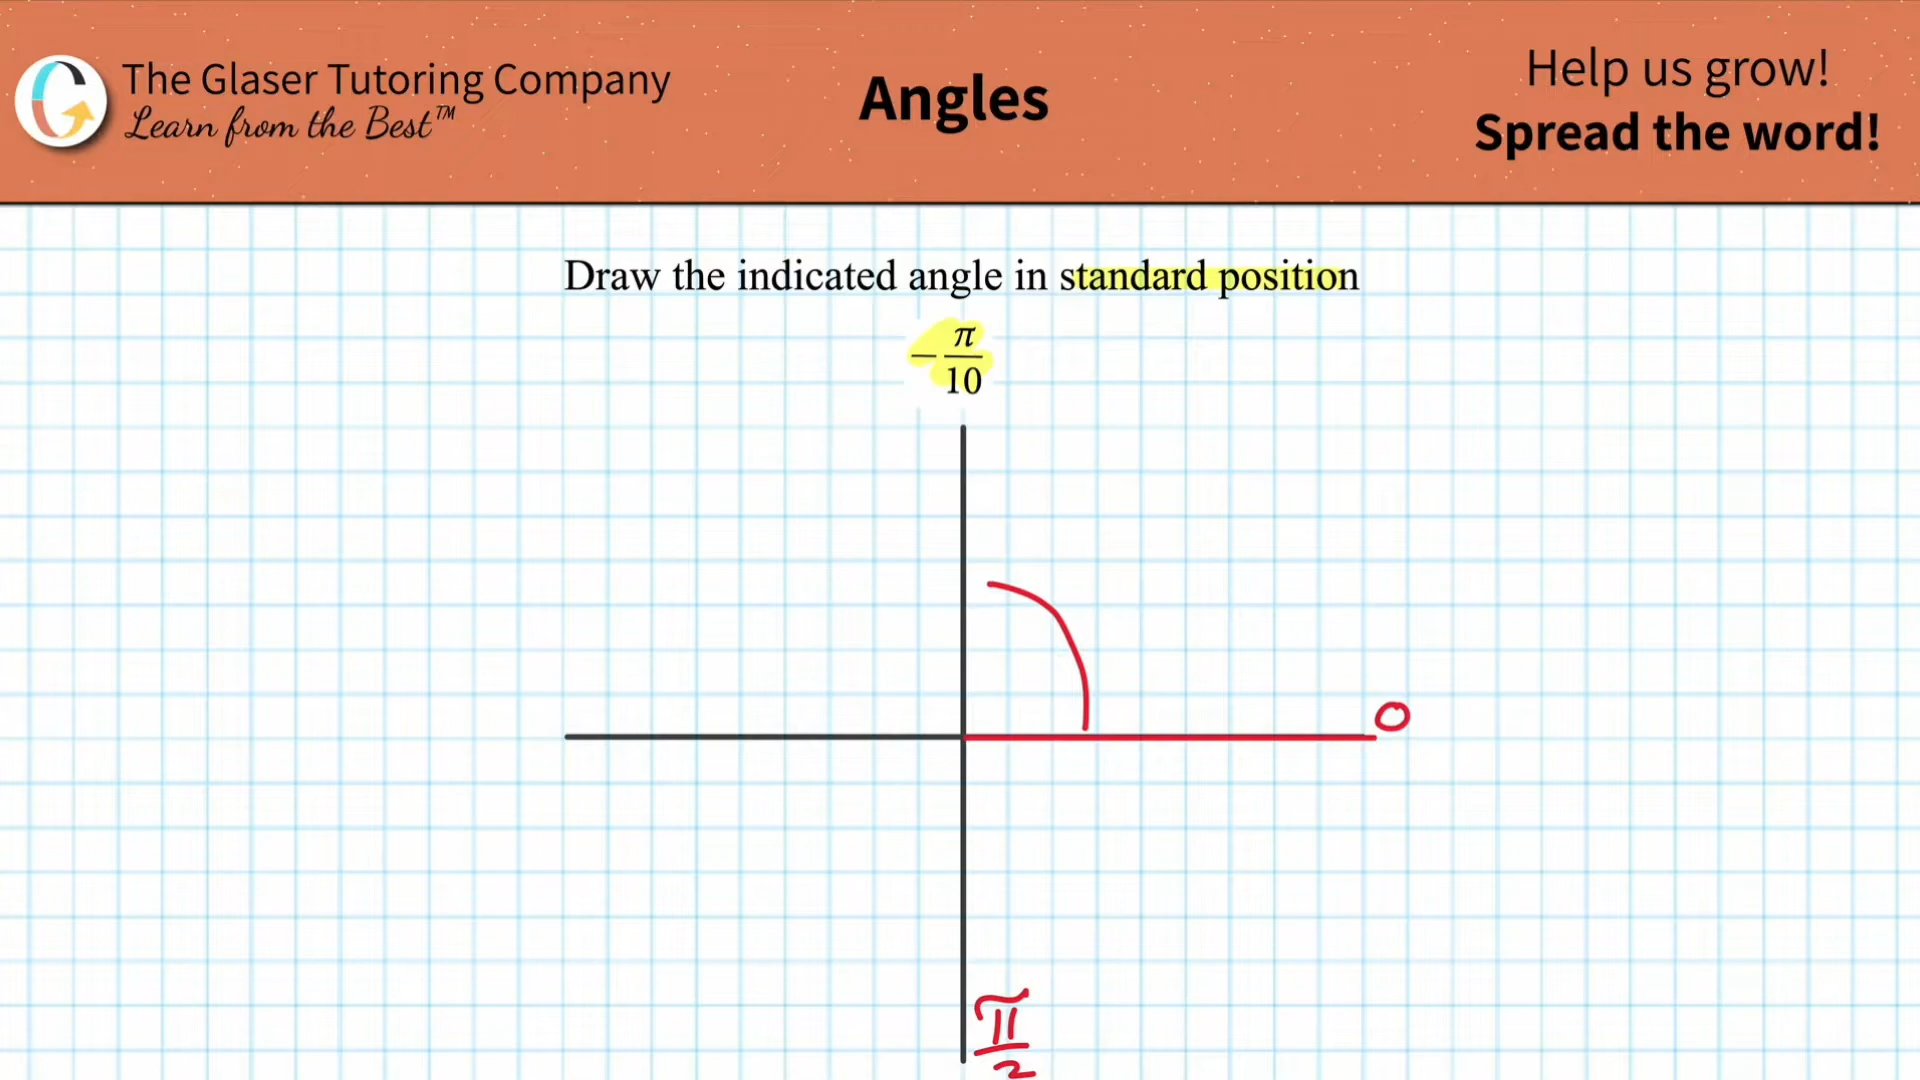 The Glaser Tutoring Company
Learn from the Best™
Angles
Help us grow!
Spread the word!
Draw the indicated angle in standard position
−π/10
0
π/2